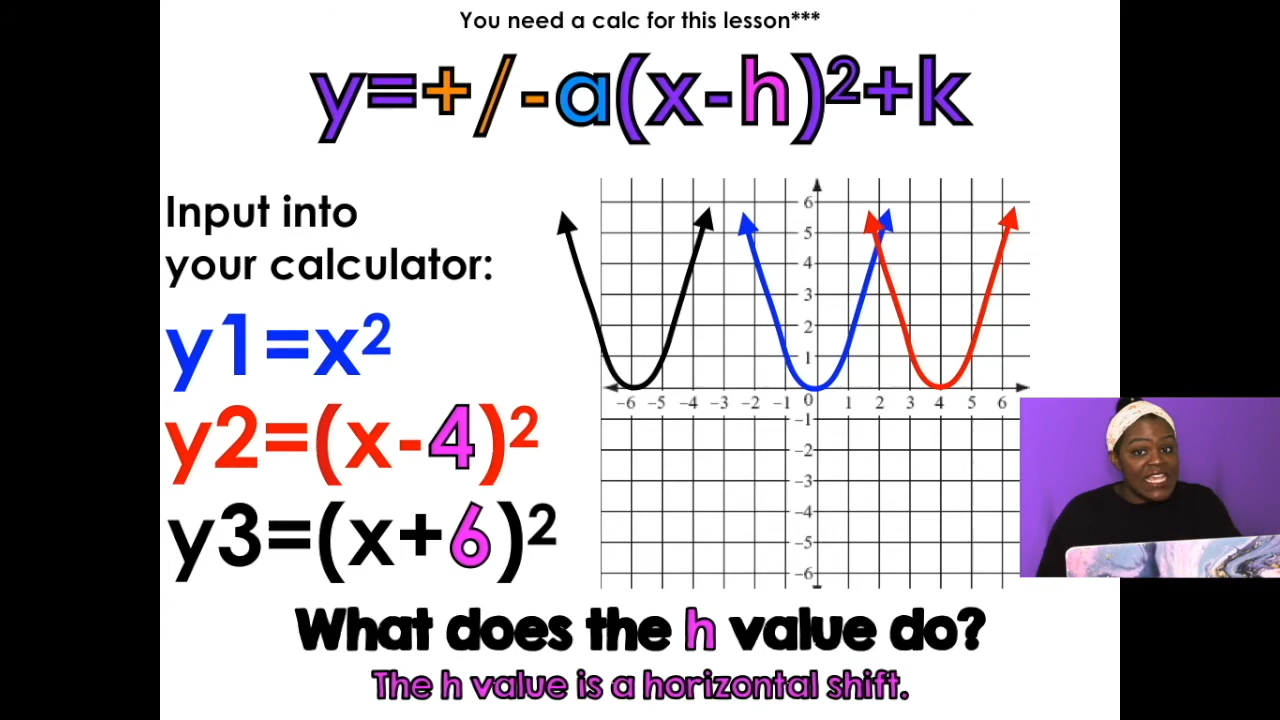 You need a calc for this lesson***
y=+/-a(x-h)²+k
Input into
your calculator:
y1=x²
y2=(x-4)²
y3=(x+6)²
6
5
4
3
2
1
-6 -5 -4 -3 -2 -1 0 1 2 3 4 5 6
-1
-2
-3
-4
-5
-6
What does the h value do?
The h value is a horizontal shift.